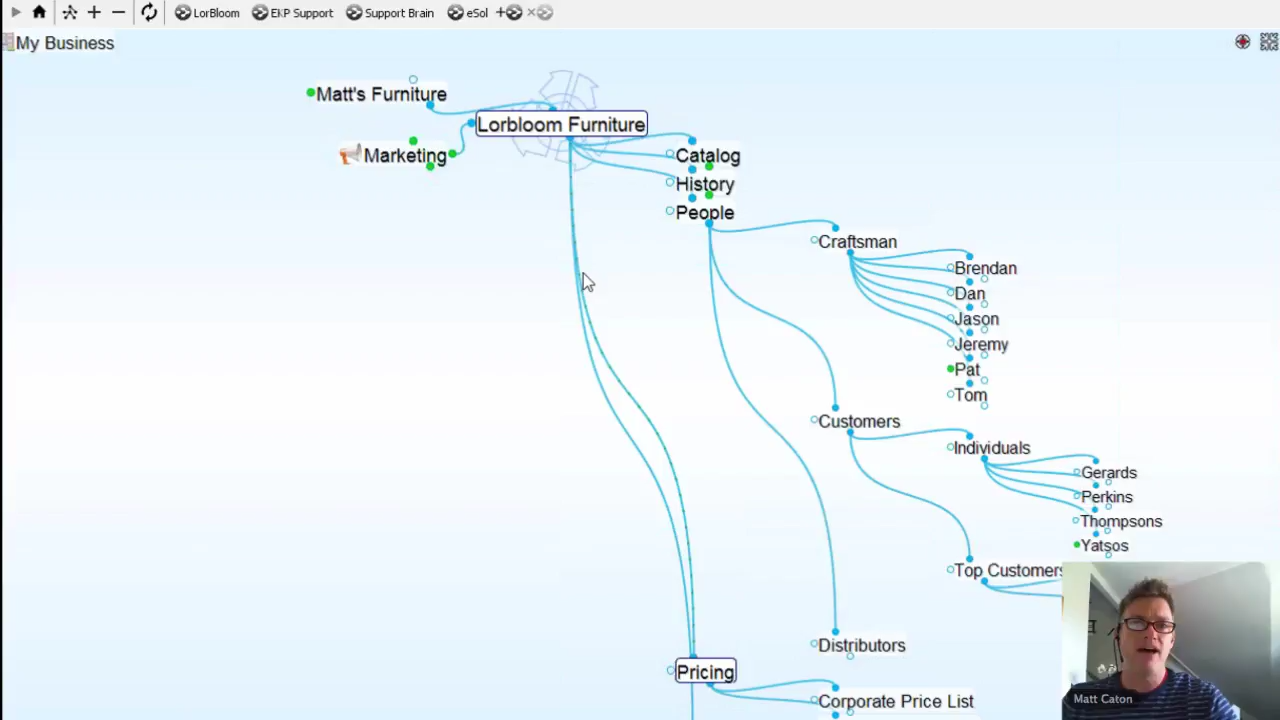 LorBloom EKP Support Support Brain eSol
My Business
Matt's Furniture
Lorbloom Furniture
Marketing
Catalog
History
People
Craftsman
Brendan
Dan
Jason
Jeremy
Pat
Tom
Customers
Individuals
Gerards
Perkins
Thompsons
Yatsos
Top Customers
Distributors
Pricing
Corporate Price List
Matt Caton